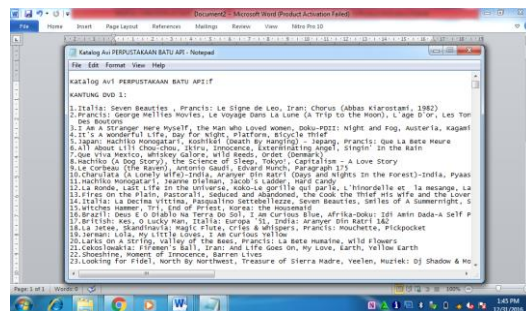 Document2 - Microsoft Word (Product Activation Failed)
File Home Insert Page Layout References Mailings Review View Nitro Pro 10
Katalog Avi PERPUSTAKAAN BATU API - Notepad
File Edit Format View Help
Katalog Avi PERPUSTAKAAN BATU API:f
KANTUNG DVD 1:
1.Italia: Seven Beauties , Prancis: Le Signe de Leo, Iran: Chorus (Abbas Kiarostami, 1982)
2.Prancis: George Mellies Movies, Le Voyage Dans La Lune (A Trip to the Moon), L'age D'or, Les Ton
Des Boutons
3.I Am A Stranger Here Myself, the Man who Loved Women, Doku-PDII: Night and Fog, Austeria, Kagami
4.It's A Wonderful Life, Day for Night, Platform, Bicycle Thief
5.Japan: Hachiko Monogatari, Koshikei (Death By Hanging) - Jepang, Prancis: Que La Bete Meure
6.All About Lili Chou-chou, Ikiru, Innocence, Exterminating Angel, Singin' In the Rain
7.Que Viva Mexico, Whiskey Galore, Wild Reeds, Ordet (Denmark)
8.Hachiko (A Dog Story), the Science of Sleep, Tokyo!, Capitalism - A Love Story
9.Le Corbeau (the Raven), Antonio Gaudi, Edvard Munch, Paragraph 175
10.Charulata (A Lonely Wife)-India, Aranyer Din Ratri (Days and Nights In the Forest)-India, Pyaas
11.Hachiko Monogatari, Jeanne Dielman, Jacob's Ladder, Hard Candy
12.La Ronde, Last Life In the Universe, Koko-Le gorille qui parle, L'hirondelle et la mesange, La
13.Fires On the Plain, Pastorali, Seduced and Abandoned, the Cook the Thief His Wife and the Lover
14.Italia: La Decima Vittima, Pasqualino Settebellezze, Seven Beauties, Smiles Of A Summernight, S
15.Witches Hammer, Tri, End of Priest, Korea: the Housemaid
16.Brazil: Deus E O Diablo Na Terra Do Sol, I Am Curious Blue, Afrika-Doku: Idi Amin Dada-A Self P
17.British: Kes, O Lucky Man, Italia: Europa '51, India: Aranyer Din Ratri 1&2
18.La Jetee, Skandinavia: Magic Flute, Cries & Whispers, Prancis: Mouchette, Pickpocket
19.Jerman: Lola, My Little Loves, I Am Curious Yellow
20.Larks On A String, Valley of the Bees, Prancis: La Bete Humaine, Wild Flowers
21.Cekoslowakia: Firemen's Ball, Iran: And Life Goes On, My Love, Earth, Yellow Earth
22.Shoeshine, Moment of Innocence, Barren Lives
23.Looking for Fidel, North By Northwest, Treasure of Sierra Madre, Yeelen, Muziek: Dj Shadow & Mo
Page: 1 of 1 Words: 0 100%
1:45 PM
12/21/2016